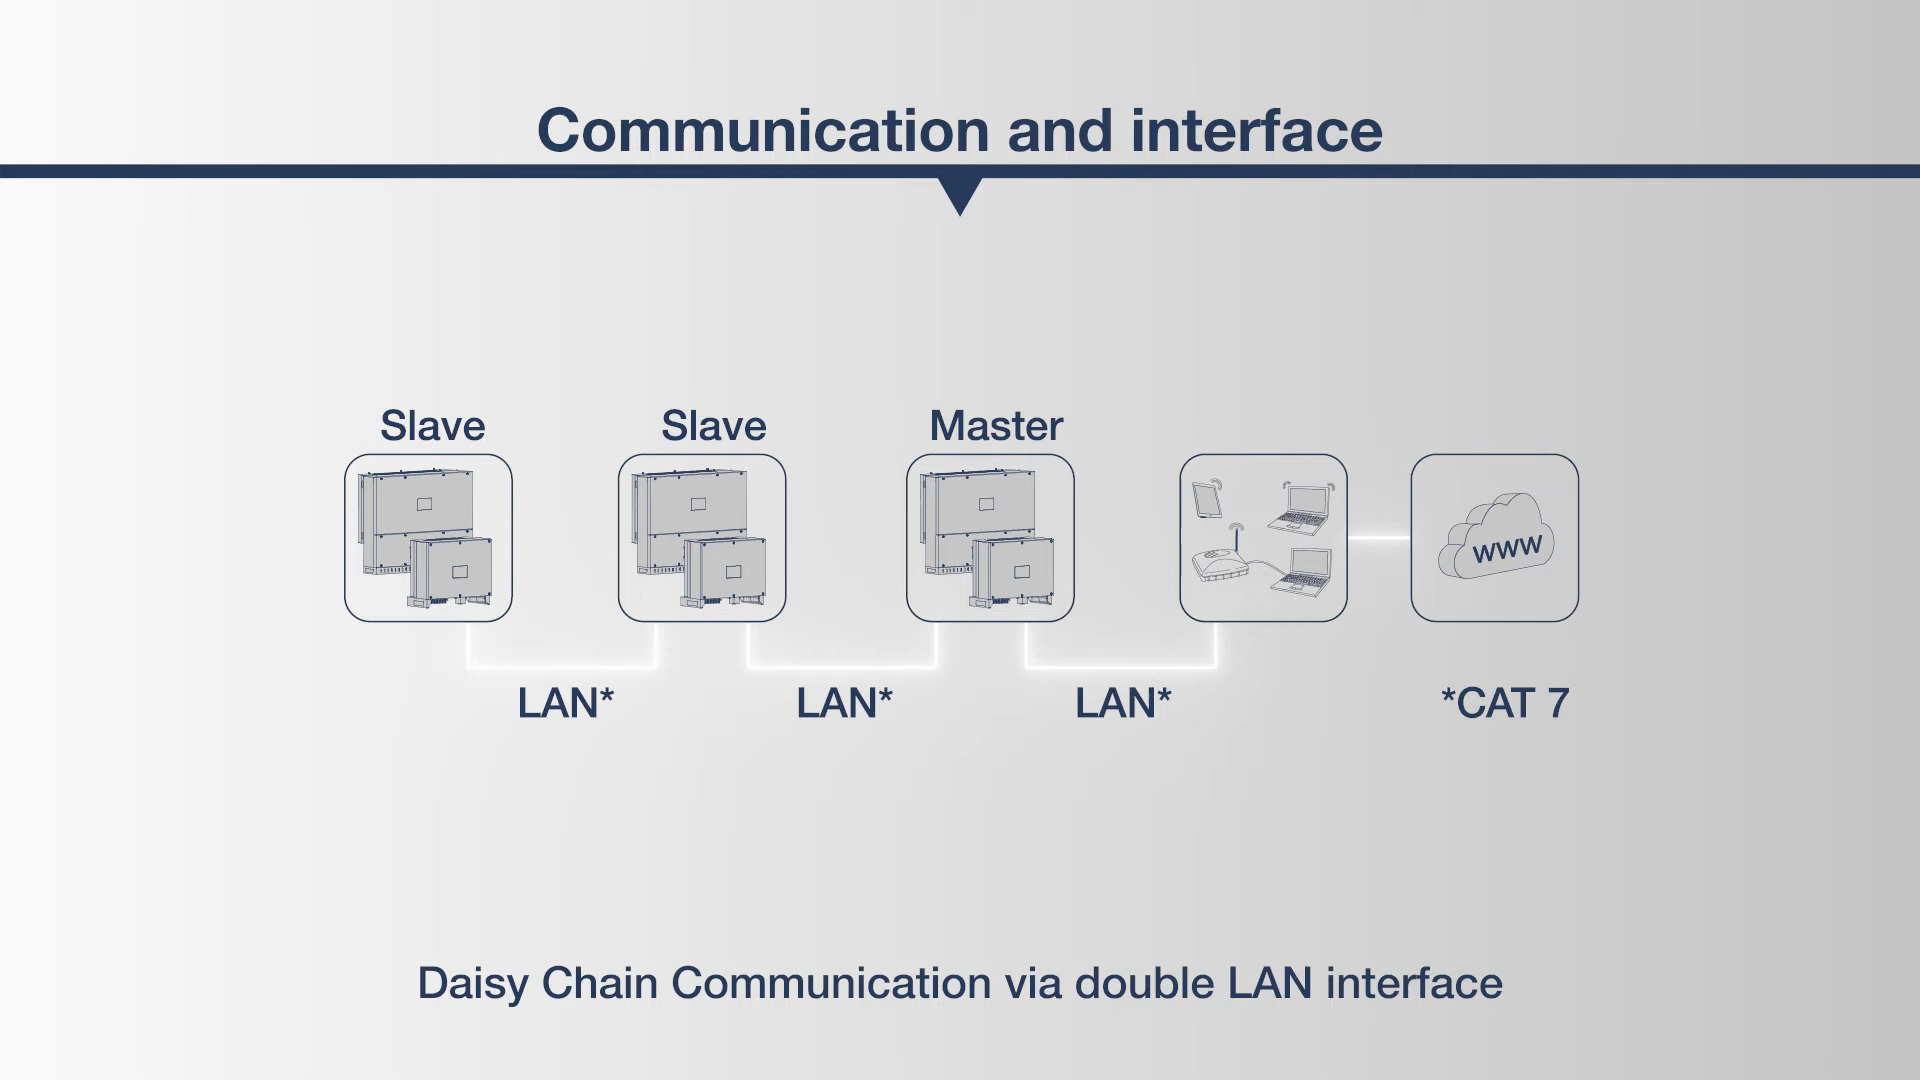 Communication and interface
Slave
Slave
Master
www
LAN*
LAN*
LAN*
*CAT 7
Daisy Chain Communication via double LAN interface